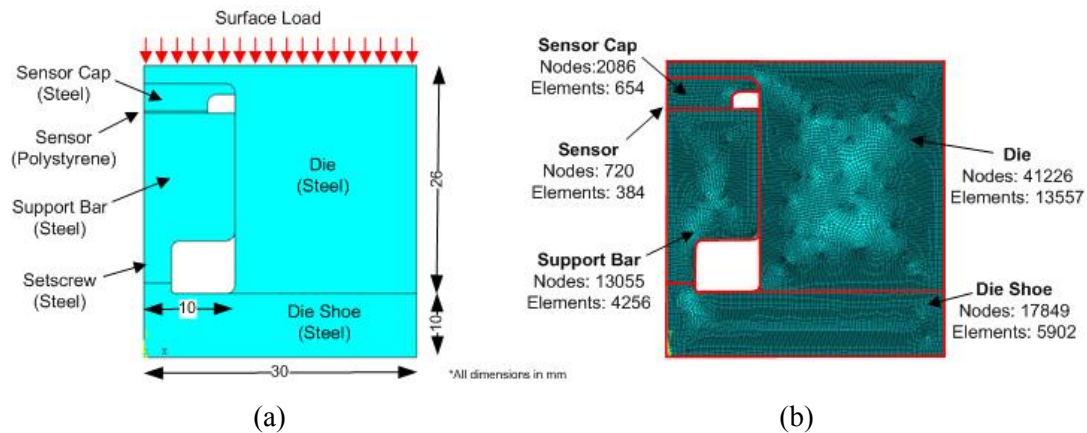 Surface Load
Sensor Cap
(Steel)
Sensor
(Polystyrene)
Support Bar
(Steel)
Setscrew
(Steel)
Die
(Steel)
Die Shoe
(Steel)
26
10
10
30
x
*All dimensions in mm
(a)
Sensor Cap
Nodes:2086
Elements: 654
Sensor
Nodes: 720
Elements: 384
Support Bar
Nodes: 13055
Elements: 4256
Die
Nodes: 41226
Elements: 13557
Die Shoe
Nodes: 17849
Elements: 5902
(b)